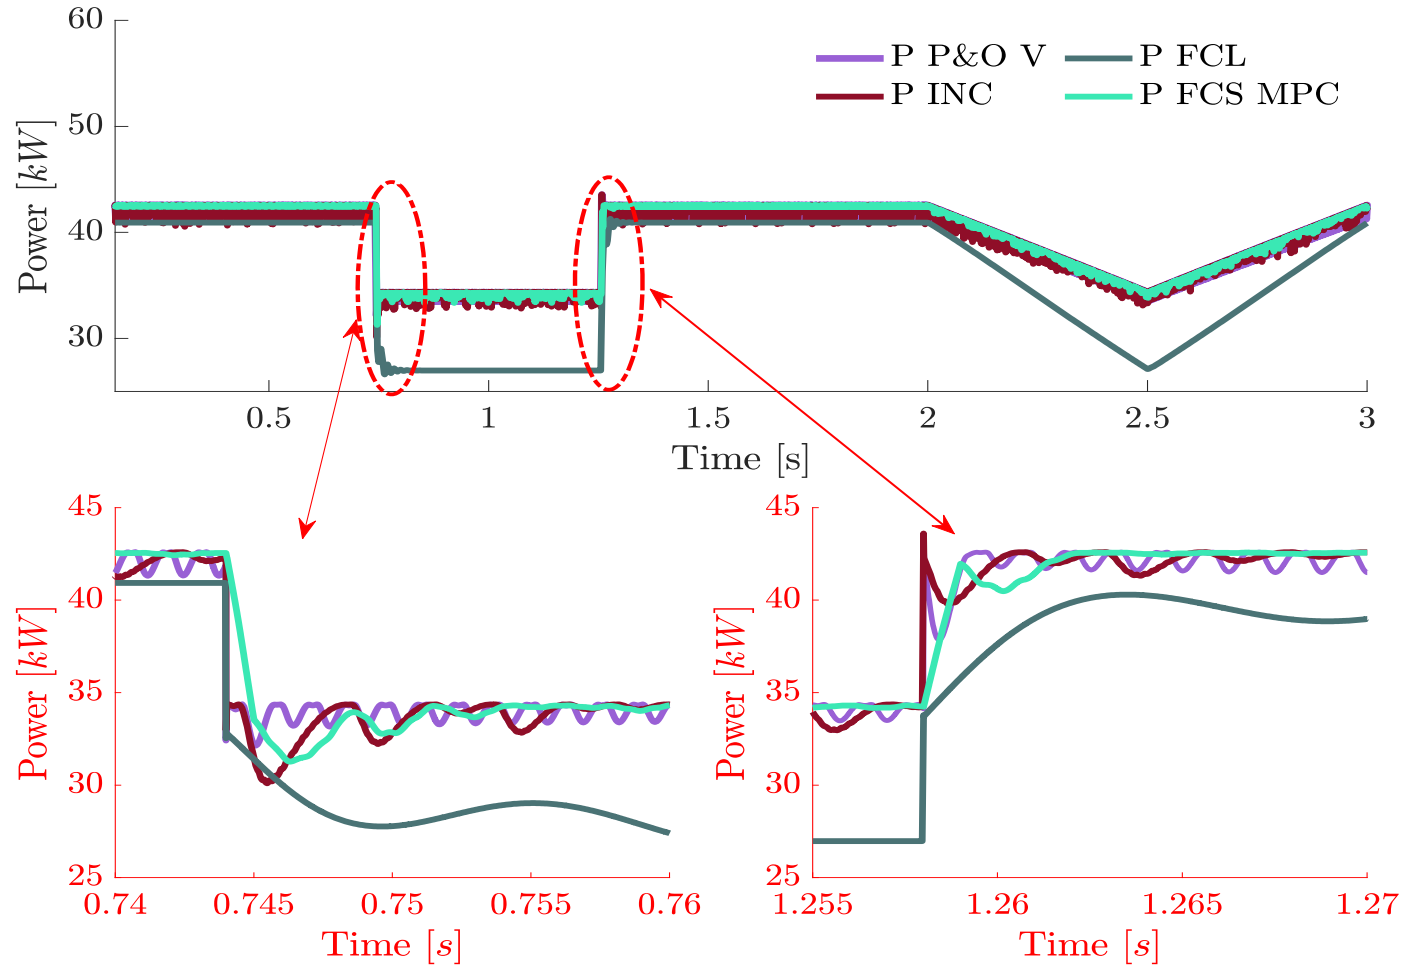 60
50
40
30
Power [kW]
P P&O V
P FCL
P INC
P FCS MPC
0.5 1 1.5 2 2.5 3
Time [s]
45
40
35
30
25
Power [kW]
0.74 0.745 0.75 0.755 0.76
Time [s]
45
40
35
30
25
Power [kW]
1.255 1.26 1.265 1.27
Time [s]